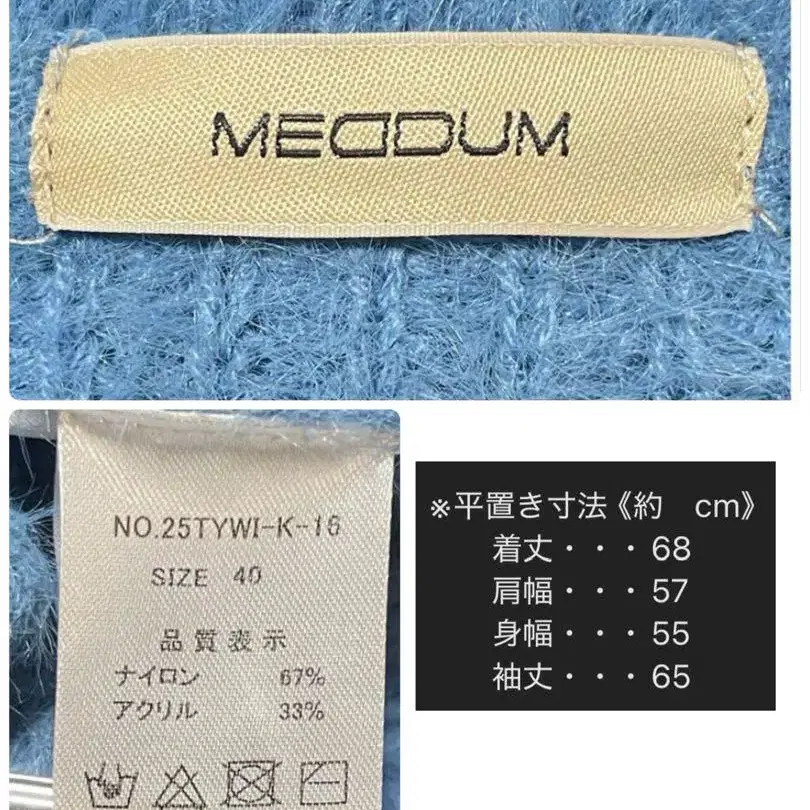 MEDDUM
NO.25TYWI-K-16
SIZE 40
品質表示
ナイロン 67%
アクリル 33%
※平置き寸法《約 cm》
着丈・・・68
肩幅・・・57
身幅・・・55
袖丈・・・65